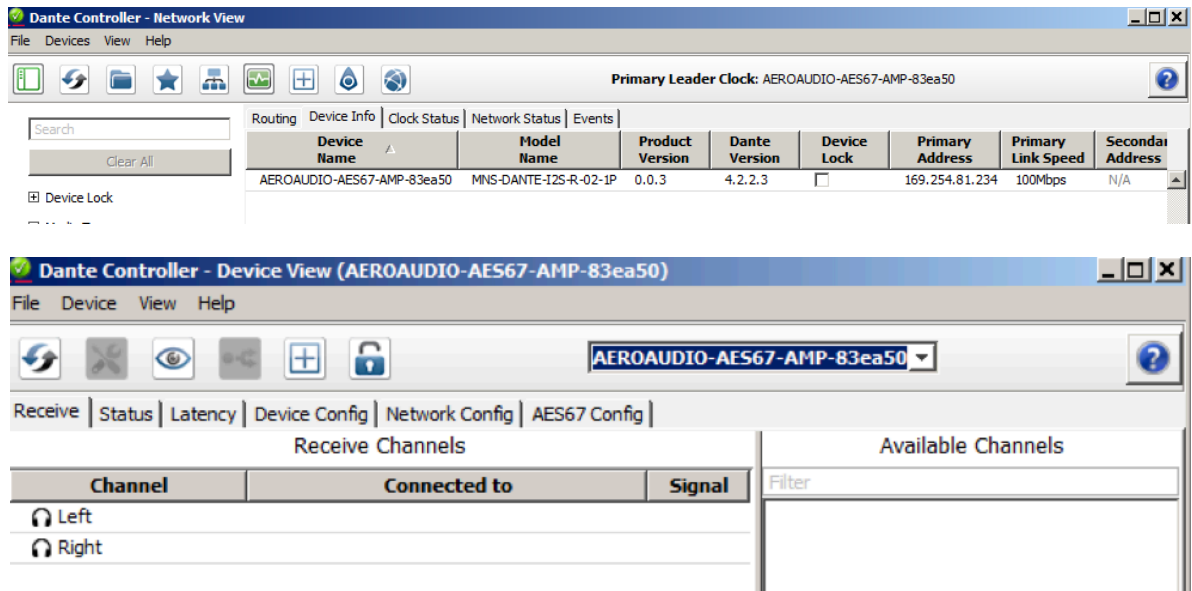 Dante Controller - Network View
File Devices View Help
Primary Leader Clock: AEROAUDIO-AES67-AMP-83ea50
Routing Device Info Clock Status Network Status Events
Search
Clear All
Device Lock
Device Name Model Name Product Version Dante Version Device Lock Primary Address Primary Link Speed Secondar Address
AEROAUDIO-AES67-AMP-83ea50 MNS-DANTE-I2S-R-02-1P 0.0.3 4.2.2.3 169.254.81.234 100Mbps N/A
Dante Controller - Device View (AEROAUDIO-AES67-AMP-83ea50)
File Device View Help
AEROAUDIO-AES67-AMP-83ea50
Receive Status Latency Device Config Network Config AES67 Config
Receive Channels
Available Channels
Channel Connected to Signal
Filter
Left
Right